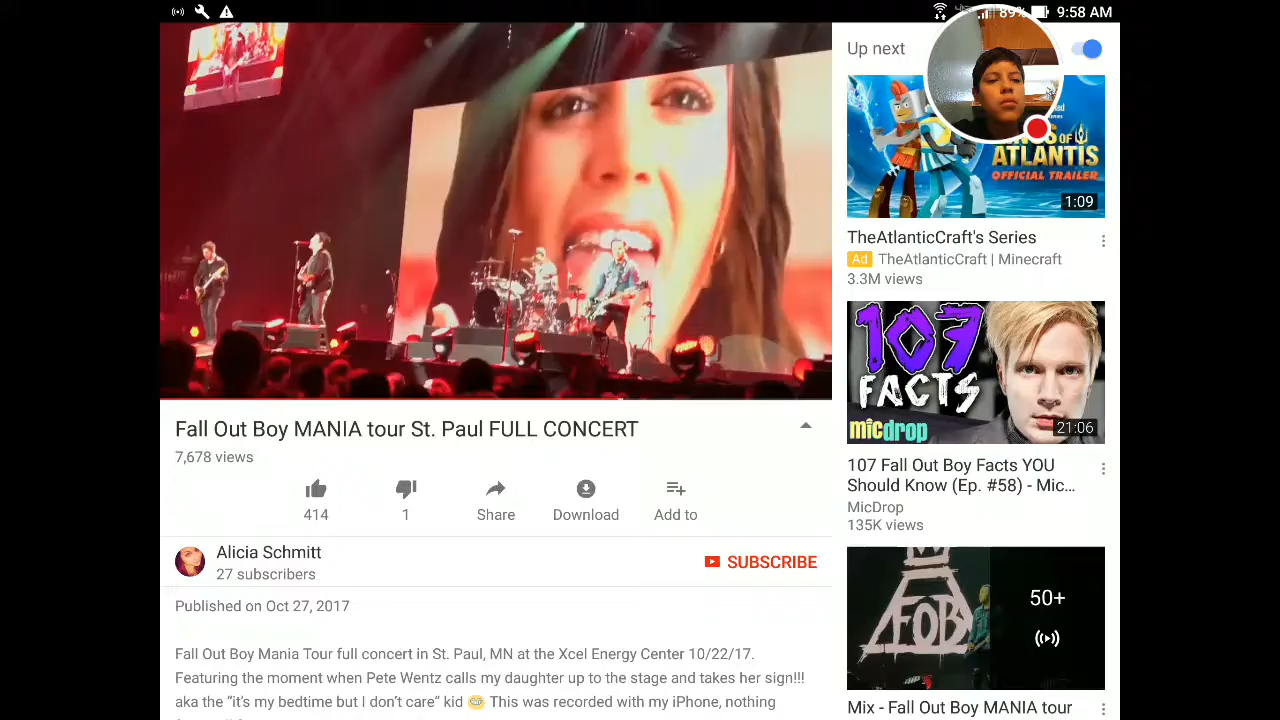 89% 9:58 AM
Up next
OF
ATLANTIS
OFFICIAL TRAILER
1:09
TheAtlanticCraft's Series
Ad TheAtlanticCraft | Minecraft
3.3M views
107
FACTS
micdrop
21:06
107 Fall Out Boy Facts YOU
Should Know (Ep. #58) - Mic...
MicDrop
135K views
FOB
50+
Mix - Fall Out Boy MANIA tour
Fall Out Boy MANIA tour St. Paul FULL CONCERT
7,678 views
414
1
Share
Download
Add to
Alicia Schmitt
27 subscribers
SUBSCRIBE
Published on Oct 27, 2017
Fall Out Boy Mania Tour full concert in St. Paul, MN at the Xcel Energy Center 10/22/17.
Featuring the moment when Pete Wentz calls my daughter up to the stage and takes her sign!!!
aka the "it's my bedtime but I don't care" kid 😁 This was recorded with my iPhone, nothing